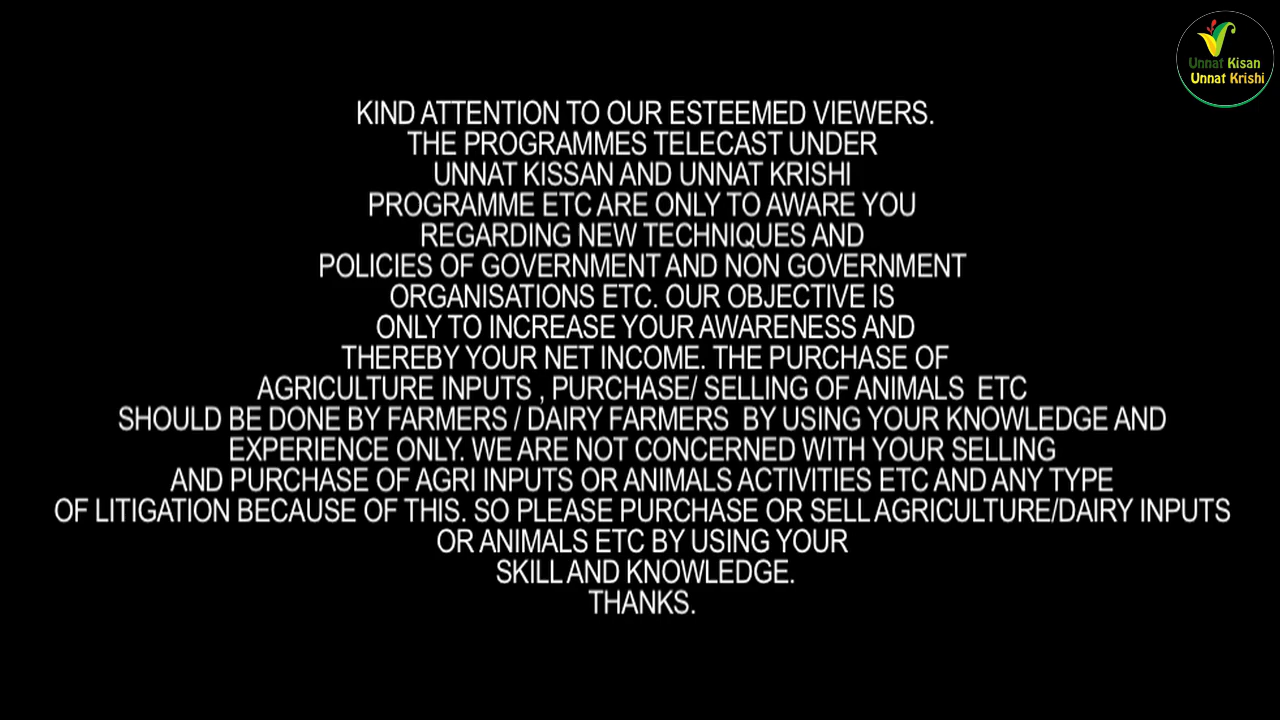 Unnat Kisan
Unnat Krishi
KIND ATTENTION TO OUR ESTEEMED VIEWERS.
THE PROGRAMMES TELECAST UNDER
UNNAT KISSAN AND UNNAT KRISHI
PROGRAMME ETC ARE ONLY TO AWARE YOU
REGARDING NEW TECHNIQUES AND
POLICIES OF GOVERNMENT AND NON GOVERNMENT
ORGANISATIONS ETC. OUR OBJECTIVE IS
ONLY TO INCREASE YOUR AWARENESS AND
THEREBY YOUR NET INCOME. THE PURCHASE OF
AGRICULTURE INPUTS , PURCHASE/ SELLING OF ANIMALS  ETC
SHOULD BE DONE BY FARMERS / DAIRY FARMERS  BY USING YOUR KNOWLEDGE AND
EXPERIENCE ONLY. WE ARE NOT CONCERNED WITH YOUR SELLING
AND PURCHASE OF AGRI INPUTS OR ANIMALS ACTIVITIES ETC AND ANY TYPE
OF LITIGATION BECAUSE OF THIS. SO PLEASE PURCHASE OR SELL AGRICULTURE/DAIRY INPUTS
OR ANIMALS ETC BY USING YOUR
SKILL AND KNOWLEDGE.
THANKS.